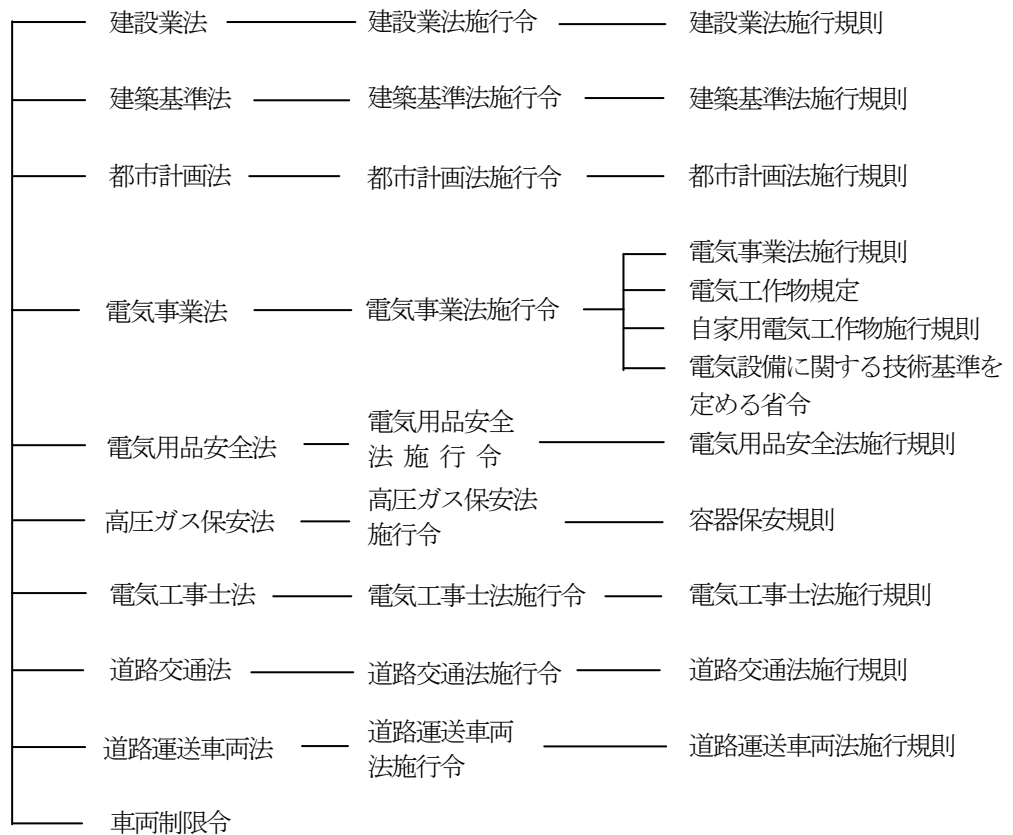 建設業法 建設業法施行令 建設業法施行規則
建築基準法 建築基準法施行令 建築基準法施行規則
都市計画法 都市計画法施行令 都市計画法施行規則
電気事業法 電気事業法施行令 電気事業法施行規則
電気工作物規定
自家用電気工作物施行規則
電気設備に関する技術基準を
定める省令
電気用品安全法 電気用品安全
法施行令 電気用品安全法施行規則
高圧ガス保安法 高圧ガス保安法
施行令 容器保安規則
電気工事士法 電気工事士法施行令 電気工事士法施行規則
道路交通法 道路交通法施行令 道路交通法施行規則
道路運送車両法 道路運送車両
法施行令 道路運送車両法施行規則
車両制限令